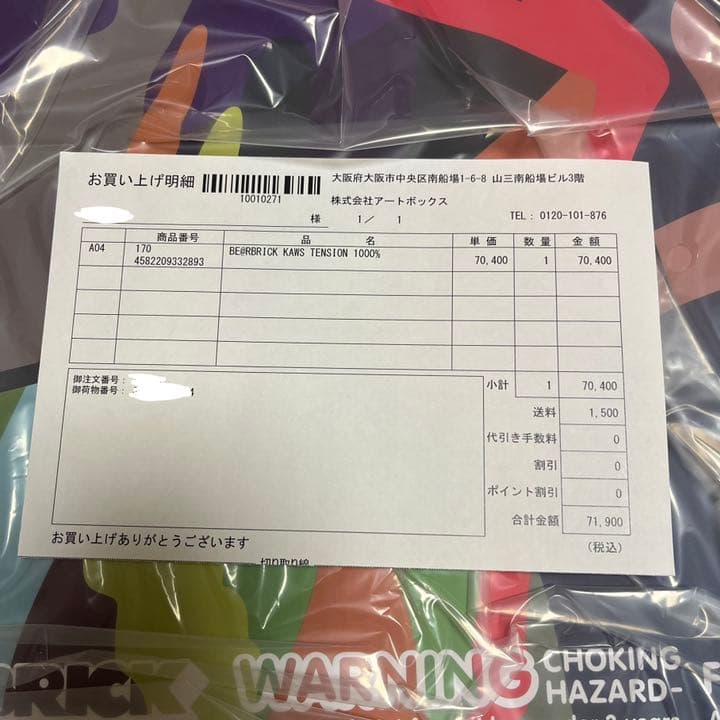 お買い上げ明細
10010271
大阪府大阪市中央区南船場1-6-8 山三南船場ビル3階
株式会社アートボックス
様 1/ 1
TEL: 0120-101-876
商品番号 品 名 単価 数量 金額
A04 170 BE@RBRICK KAWS TENSION 1000% 70,400 1 70,400
4582209332893
御注文番号:
御荷物番号:
小計 1 70,400
送料 1,500
代引き手数料 0
割引 0
ポイント割引 0
合計金額 71,900
(税込)
お買い上げありがとうございます
切り取り線
BRICK WARNING CHOKING
HAZARD-